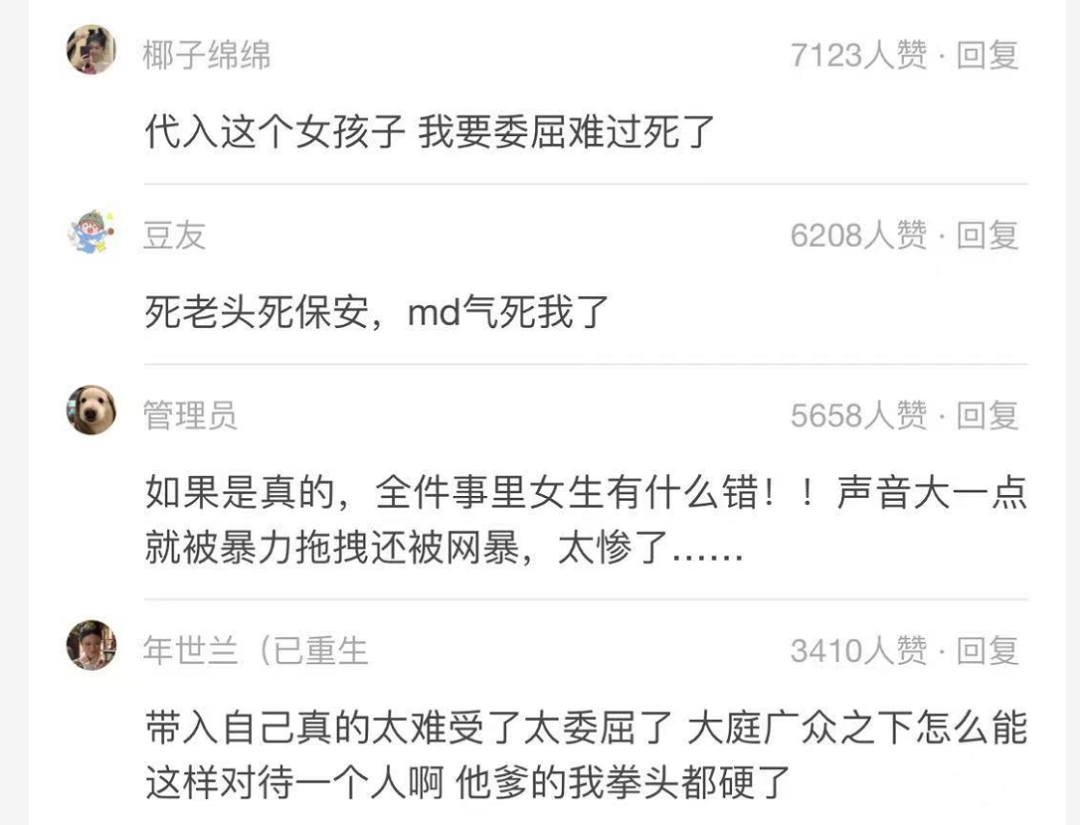 椰子绵绵 7123人赞 · 回复
代入这个女孩子 我要委屈难过死了
豆友 6208人赞 · 回复
死老头死保安，md气死我了
管理员 5658人赞 · 回复
如果是真的，全件事里女生有什么错！！声音大一点
就被暴力拖拽还被网暴，太惨了……
年世兰（已重生 3410人赞 · 回复
带入自己真的太难受了太委屈了 大庭广众之下怎么能
这样对待一个人啊 他爹的我拳头都硬了